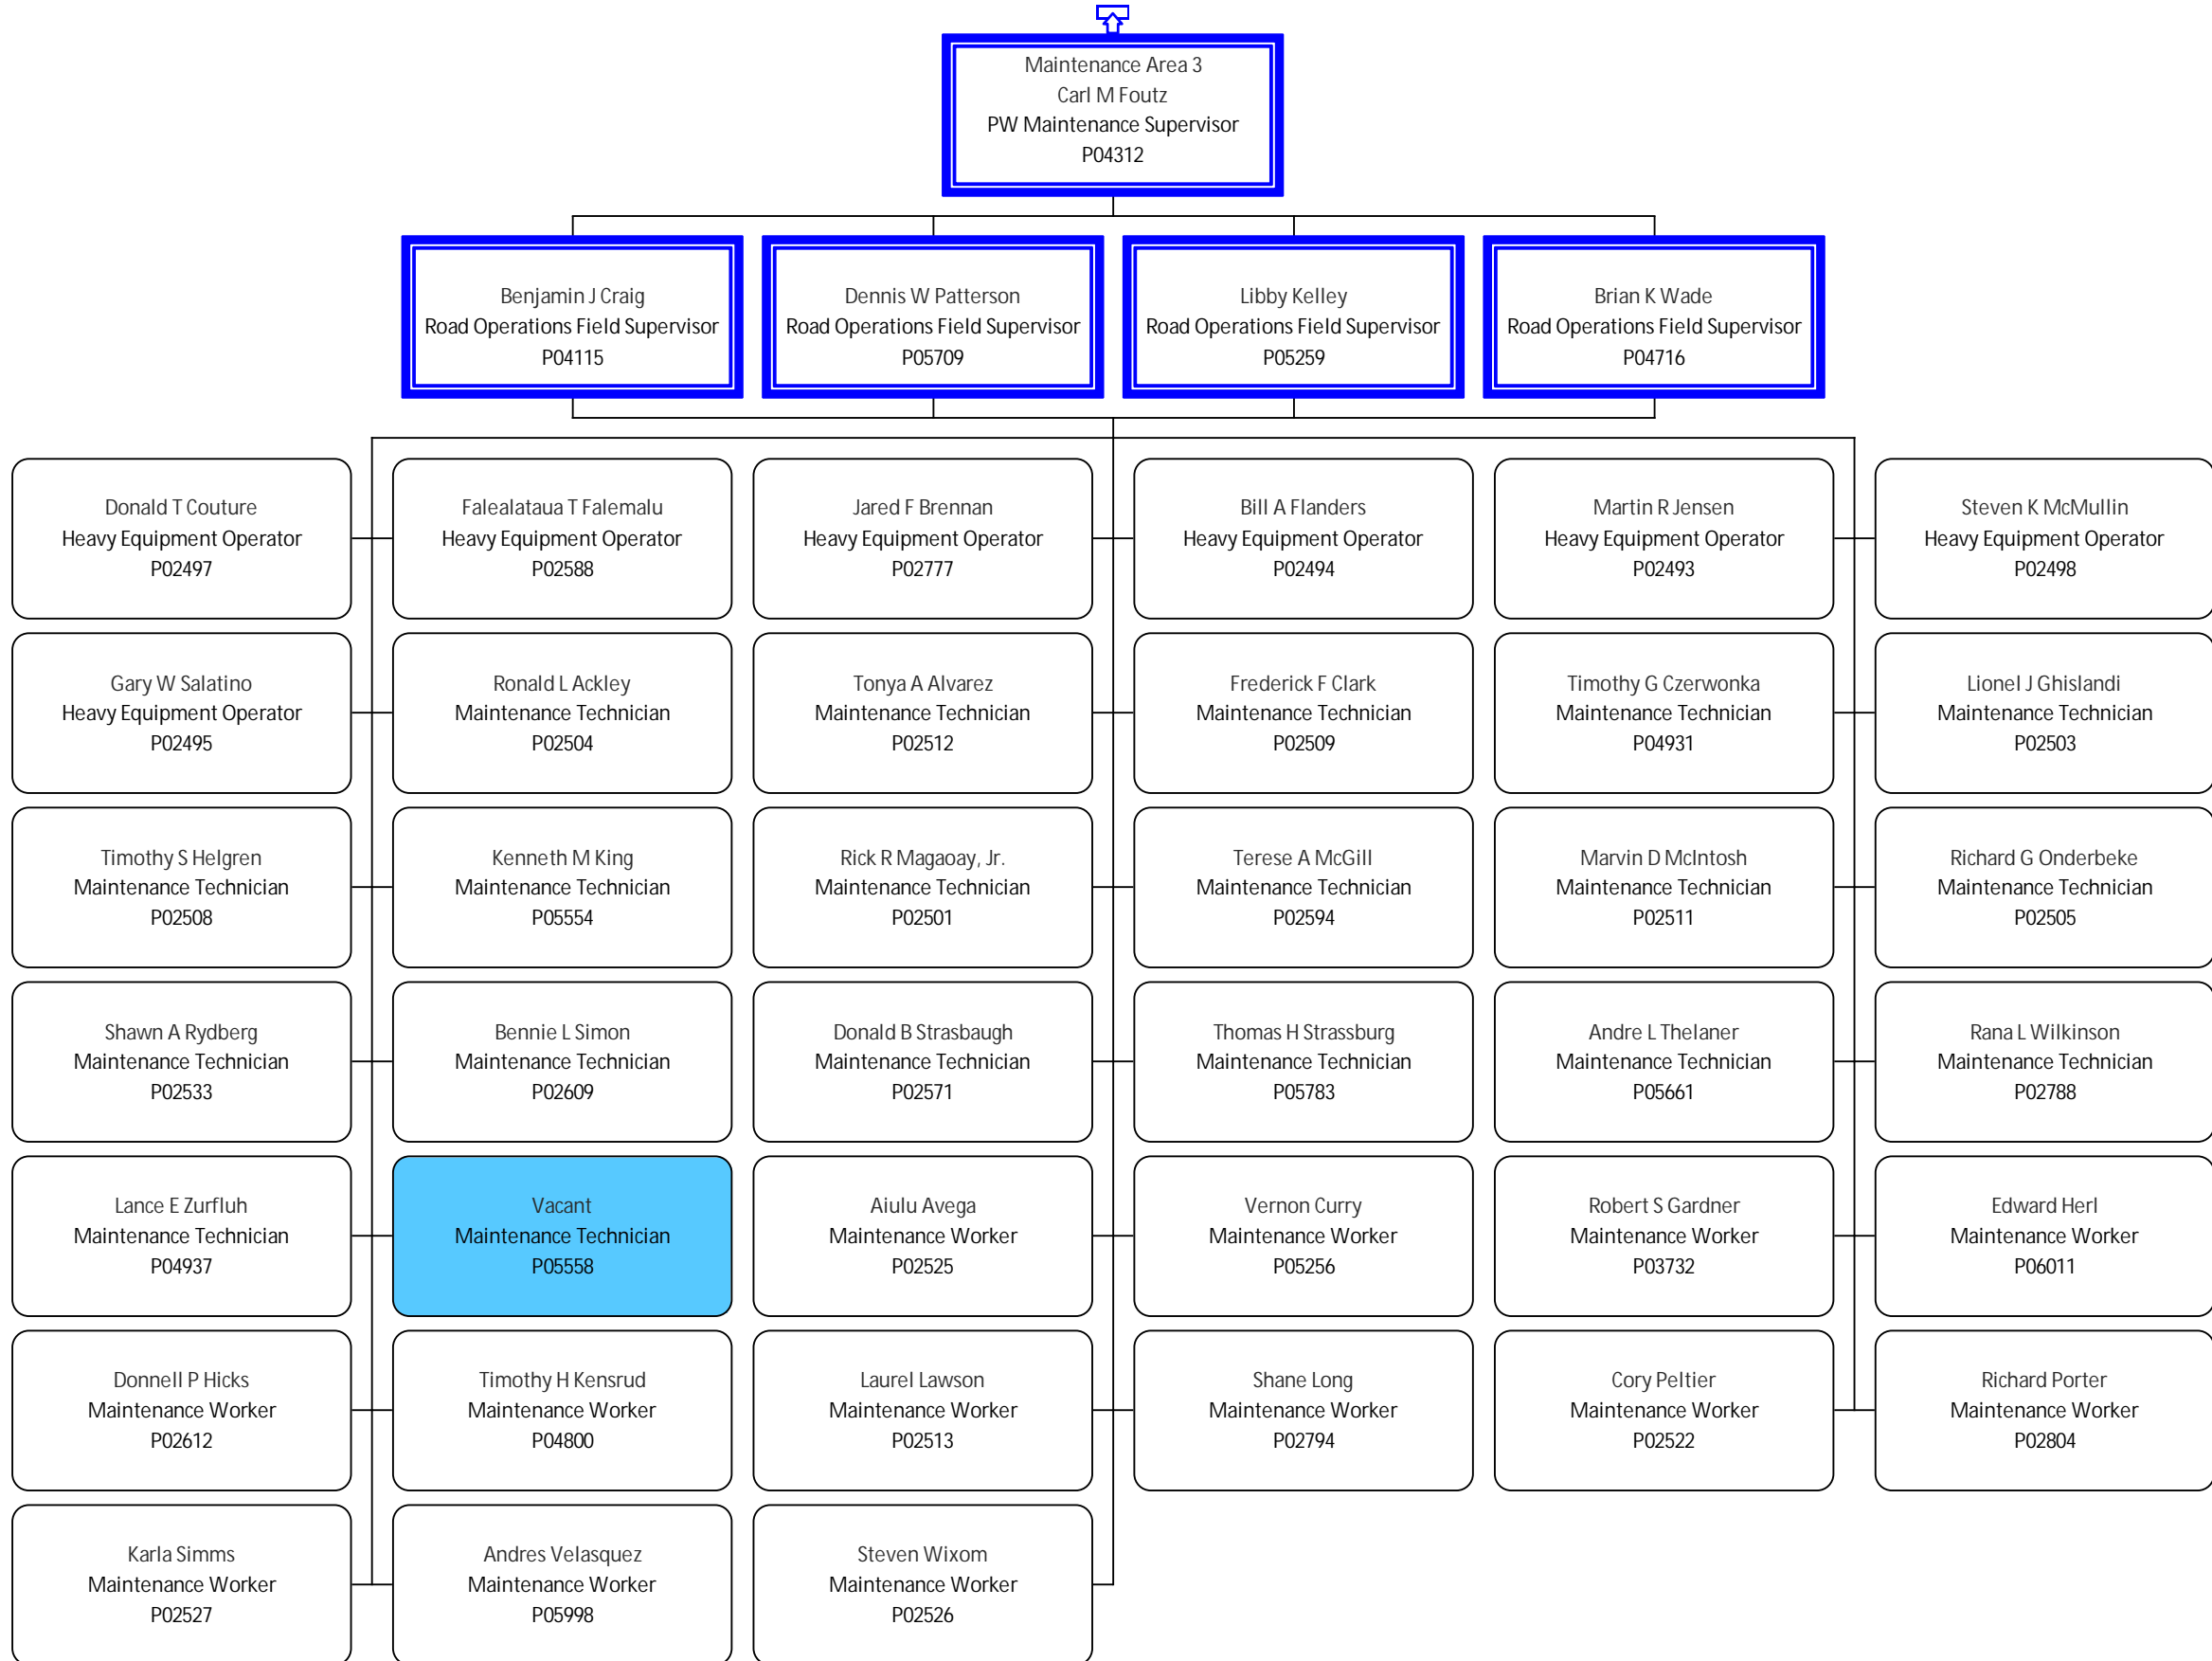 Maintenance Area 3
Carl M Foutz
PW Maintenance Supervisor
P04312
Benjamin J Craig
Road Operations Field Supervisor
P04115
Dennis W Patterson
Road Operations Field Supervisor
P05709
Libby Kelley
Road Operations Field Supervisor
P05259
Brian K Wade
Road Operations Field Supervisor
P04716
Donald T Couture
Heavy Equipment Operator
P02497
Falealataua T Falemalu
Heavy Equipment Operator
P02588
Jared F Brennan
Heavy Equipment Operator
P02777
Bill A Flanders
Heavy Equipment Operator
P02494
Martin R Jensen
Heavy Equipment Operator
P02493
Steven K McMullin
Heavy Equipment Operator
P02498
Gary W Salatino
Heavy Equipment Operator
P02495
Ronald L Ackley
Maintenance Technician
P02504
Tonya A Alvarez
Maintenance Technician
P02512
Frederick F Clark
Maintenance Technician
P02509
Timothy G Czerwonka
Maintenance Technician
P04931
Lionel J Ghislandi
Maintenance Technician
P02503
Timothy S Helgren
Maintenance Technician
P02508
Kenneth M King
Maintenance Technician
P05554
Rick R Magaoay, Jr.
Maintenance Technician
P02501
Terese A McGill
Maintenance Technician
P02594
Marvin D McIntosh
Maintenance Technician
P02511
Richard G Onderbeke
Maintenance Technician
P02505
Shawn A Rydberg
Maintenance Technician
P02533
Bennie L Simon
Maintenance Technician
P02609
Donald B Strasbaugh
Maintenance Technician
P02571
Thomas H Strassburg
Maintenance Technician
P05783
Andre L Thelaner
Maintenance Technician
P05661
Rana L Wilkinson
Maintenance Technician
P02788
Lance E Zurfluh
Maintenance Technician
P04937
Vacant
Maintenance Technician
P05558
Aiulu Avega
Maintenance Worker
P02525
Vernon Curry
Maintenance Worker
P05256
Robert S Gardner
Maintenance Worker
P03732
Edward Herl
Maintenance Worker
P06011
Donnell P Hicks
Maintenance Worker
P02612
Timothy H Kensrud
Maintenance Worker
P04800
Laurel Lawson
Maintenance Worker
P02513
Shane Long
Maintenance Worker
P02794
Cory Peltier
Maintenance Worker
P02522
Richard Porter
Maintenance Worker
P02804
Karla Simms
Maintenance Worker
P02527
Andres Velasquez
Maintenance Worker
P05998
Steven Wixom
Maintenance Worker
P02526